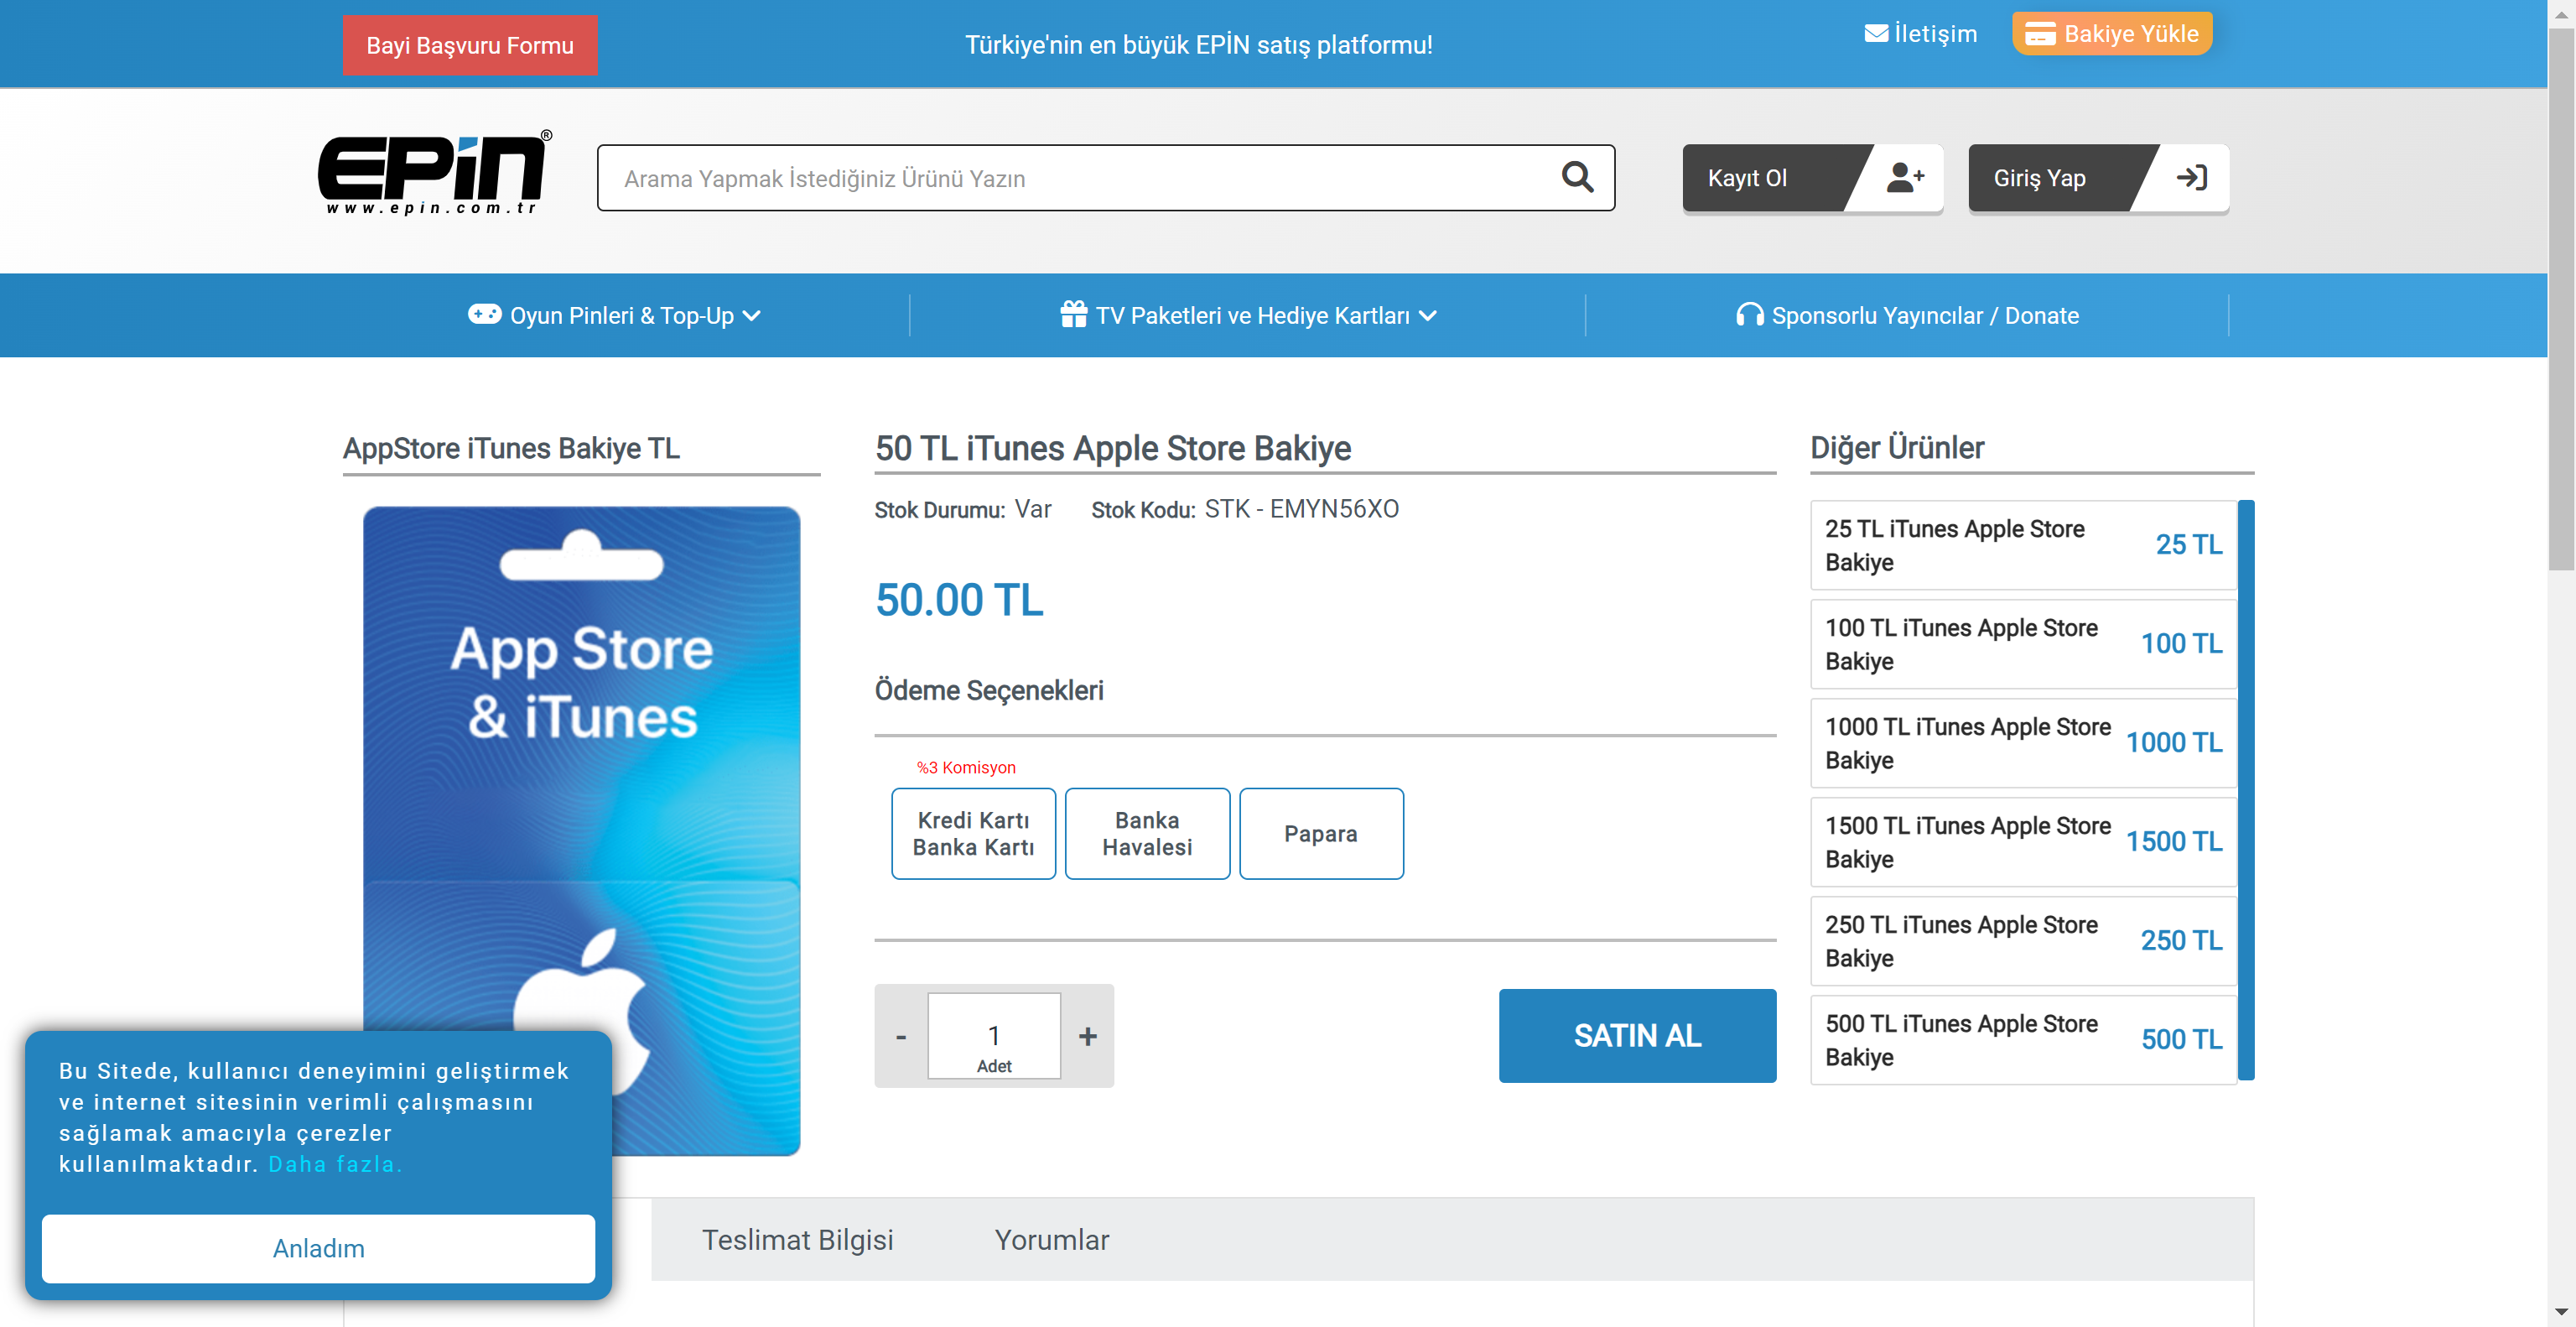 Bayi Başvuru Formu
Türkiye'nin en büyük EPİN satış platformu!
İletişim
Bakiye Yükle
EPİN®
www.epin.com.tr
Arama Yapmak İstediğiniz Ürünü Yazın
Kayıt Ol
Giriş Yap
Oyun Pinleri & Top-Up
TV Paketleri ve Hediye Kartları
Sponsorlu Yayıncılar / Donate
AppStore iTunes Bakiye TL
App Store
& iTunes
50 TL iTunes Apple Store Bakiye
Stok Durumu: Var Stok Kodu: STK - EMYN56XO
50.00 TL
Ödeme Seçenekleri
%3 Komisyon
Kredi Kartı
Banka Kartı
Banka
Havalesi
Papara
- 1 +
Adet
SATIN AL
Diğer Ürünler
25 TL iTunes Apple Store
Bakiye
25 TL
100 TL iTunes Apple Store
Bakiye
100 TL
1000 TL iTunes Apple Store
Bakiye
1000 TL
1500 TL iTunes Apple Store
Bakiye
1500 TL
250 TL iTunes Apple Store
Bakiye
250 TL
500 TL iTunes Apple Store
Bakiye
500 TL
Bu Sitede, kullanıcı deneyimini geliştirmek
ve internet sitesinin verimli çalışmasını
sağlamak amacıyla çerezler
kullanılmaktadır. Daha fazla.
Anladım
Teslimat Bilgisi
Yorumlar